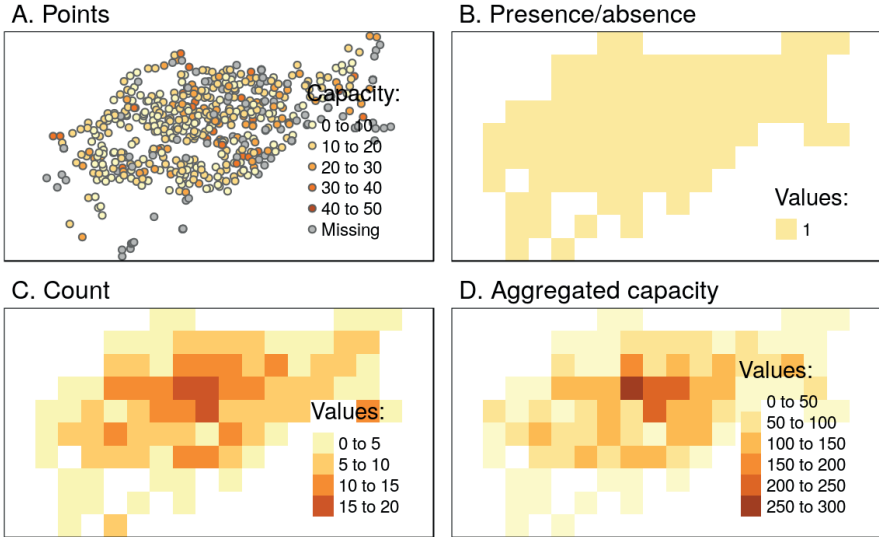 A. Points
Capacity:
0 to 10
10 to 20
20 to 30
30 to 40
40 to 50
Missing
B. Presence/absence
Values:
1
C. Count
Values:
0 to 5
5 to 10
10 to 15
15 to 20
D. Aggregated capacity
Values:
0 to 50
50 to 100
100 to 150
150 to 200
200 to 250
250 to 300